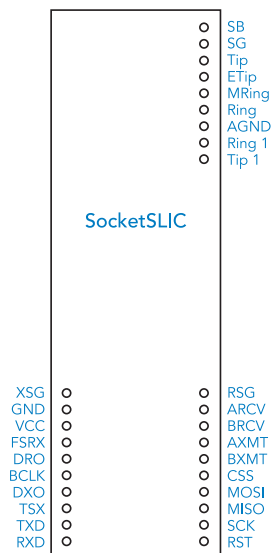 SB
SG
Tip
ETip
MRing
Ring
AGND
Ring 1
Tip 1
SocketSLIC
XSG
GND
VCC
FSRX
DRO
BCLK
DXO
TSX
TXD
RXD
RSG
ARCV
BRCV
AXMT
BXMT
CSS
MOSI
MISO
SCK
RST